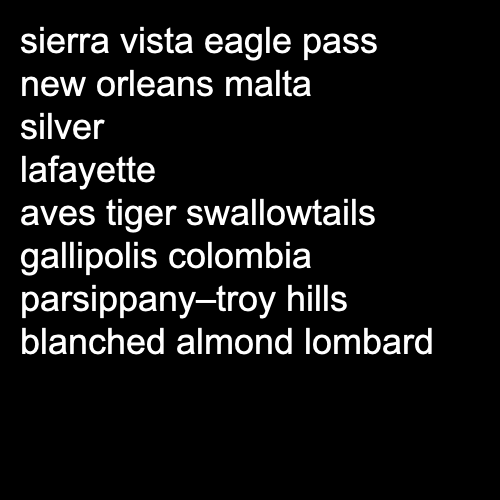 sierra vista eagle pass
new orleans malta
silver
lafayette
aves tiger swallowtails
gallipolis colombia
parsippany–troy hills
blanched almond lombard